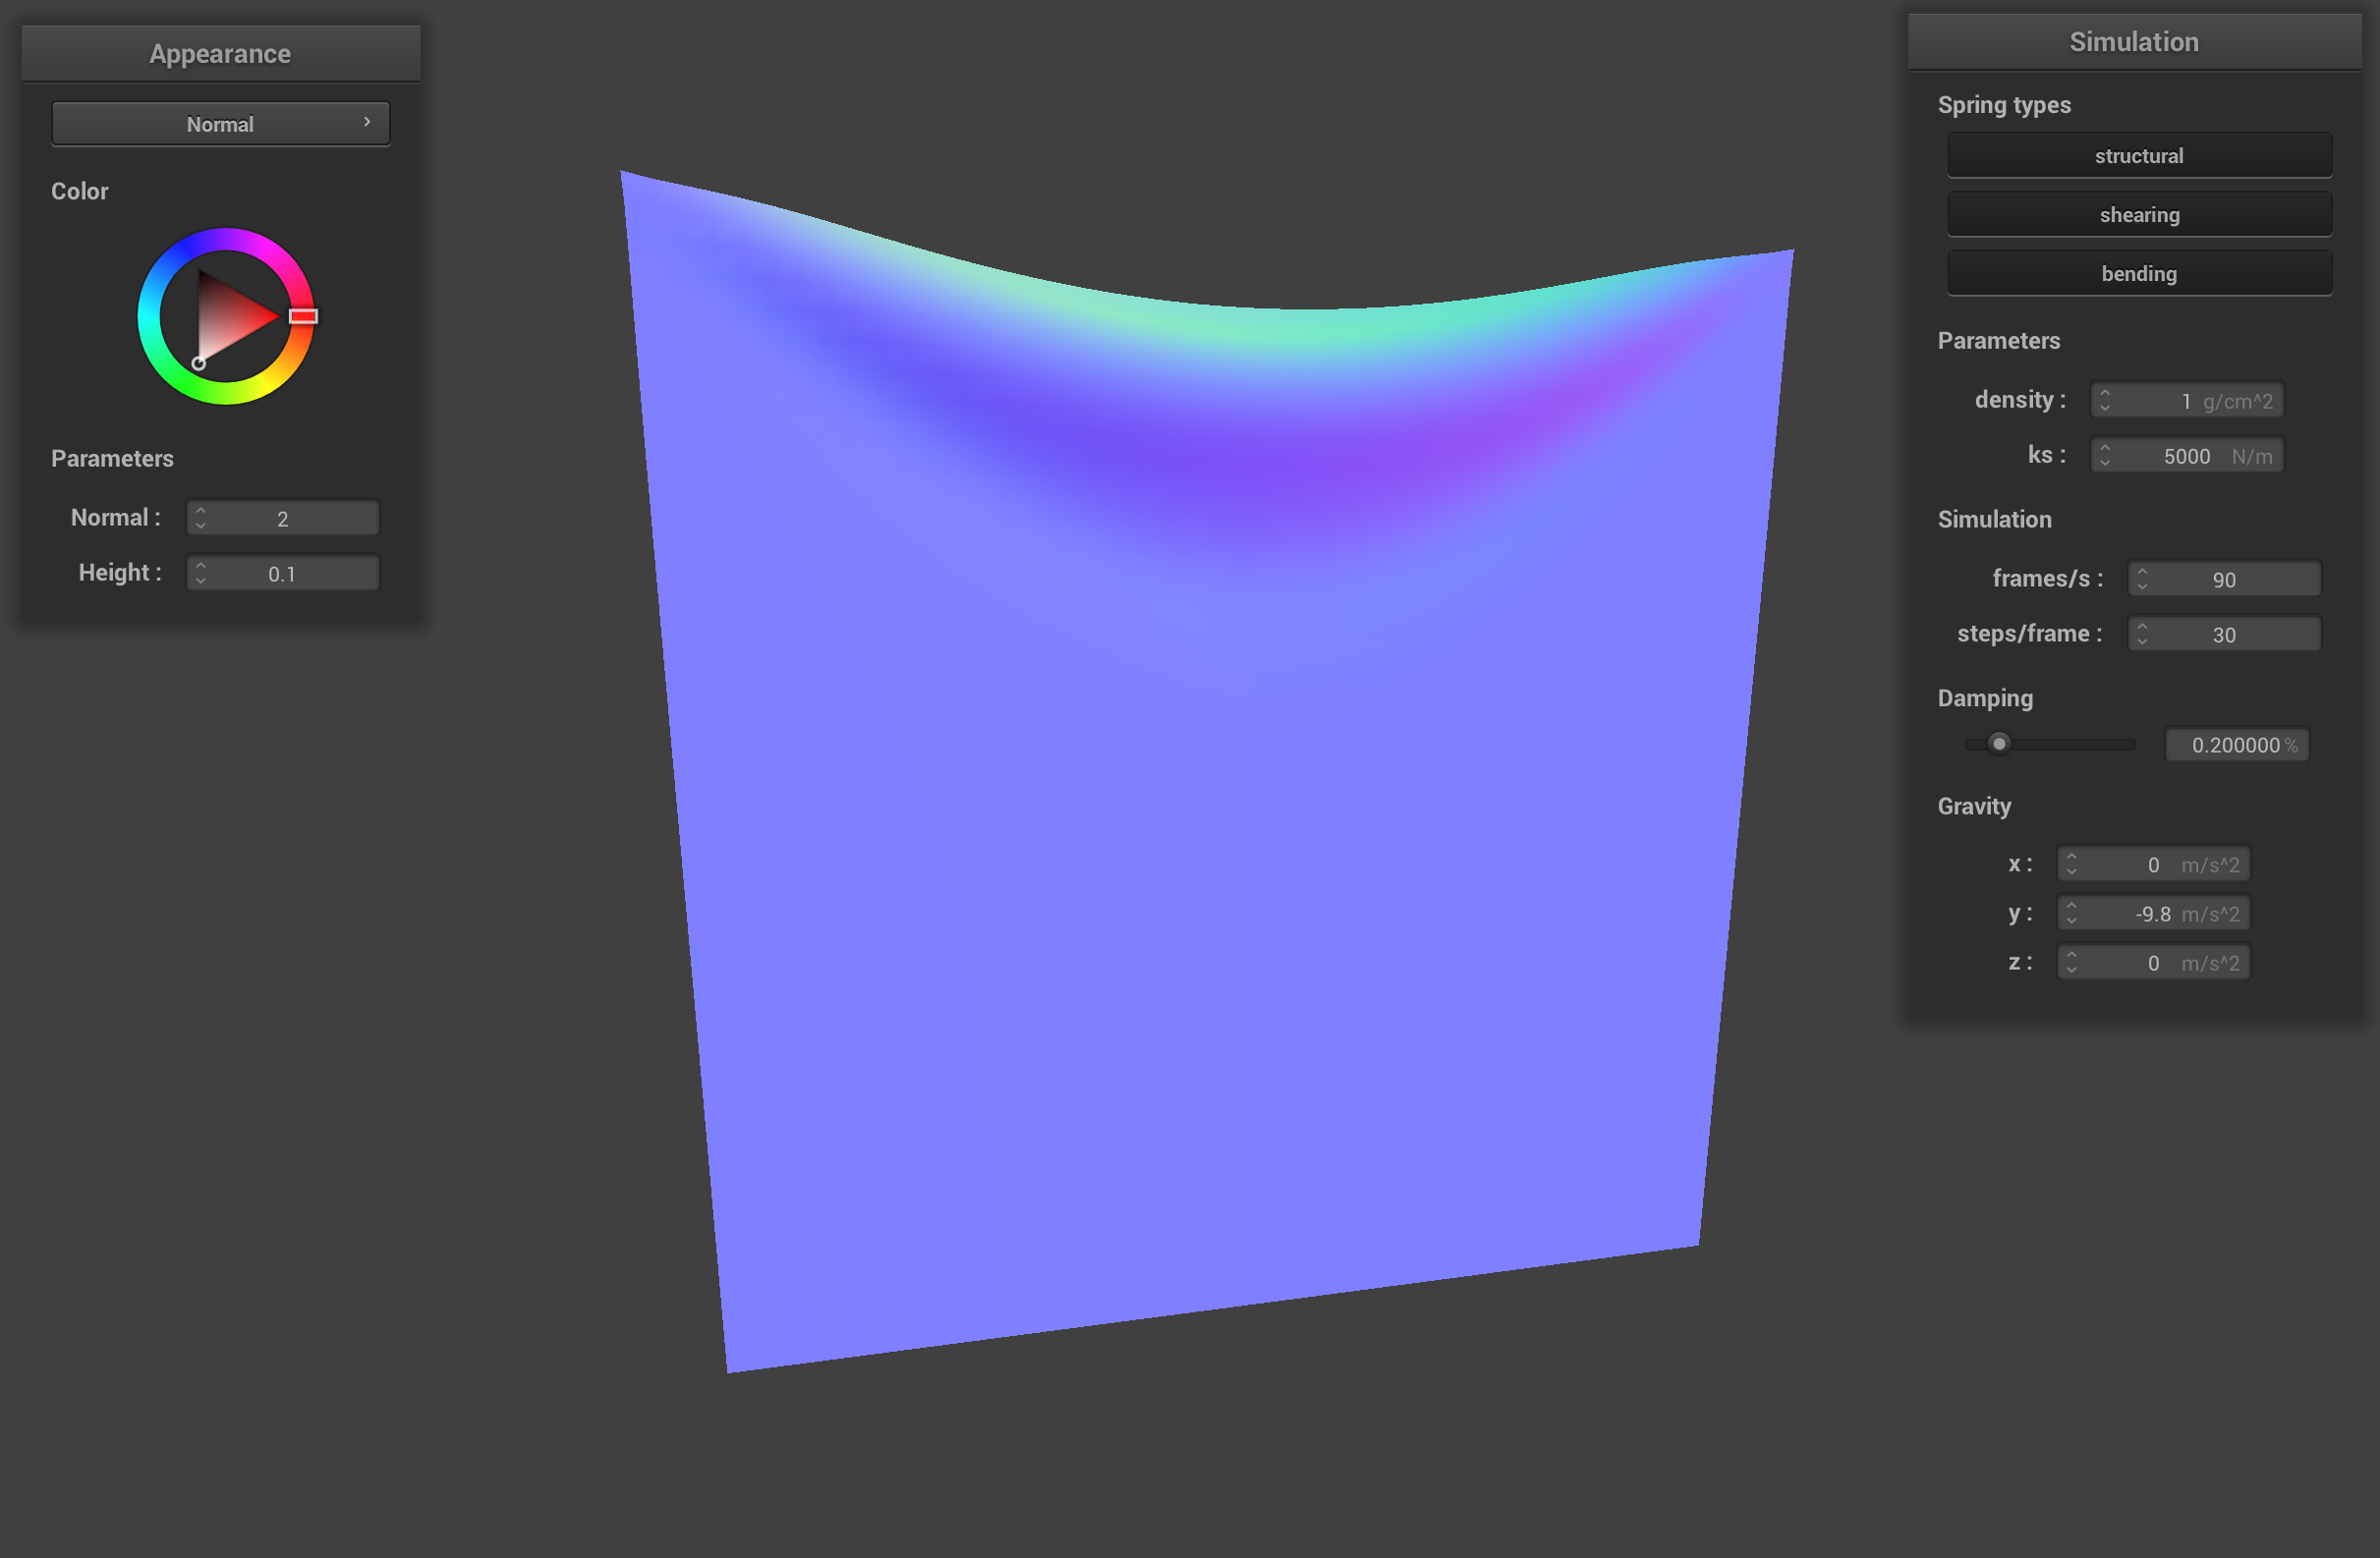 Appearance
Normal
Color
Parameters
Normal : 2
Height : 0.1
Simulation
Spring types
structural
shearing
bending
Parameters
density : 1 g/cm^2
ks : 5000 N/m
Simulation
frames/s : 90
steps/frame : 30
Damping
0.200000 %
Gravity
x : 0 m/s^2
y : -9.8 m/s^2
z : 0 m/s^2